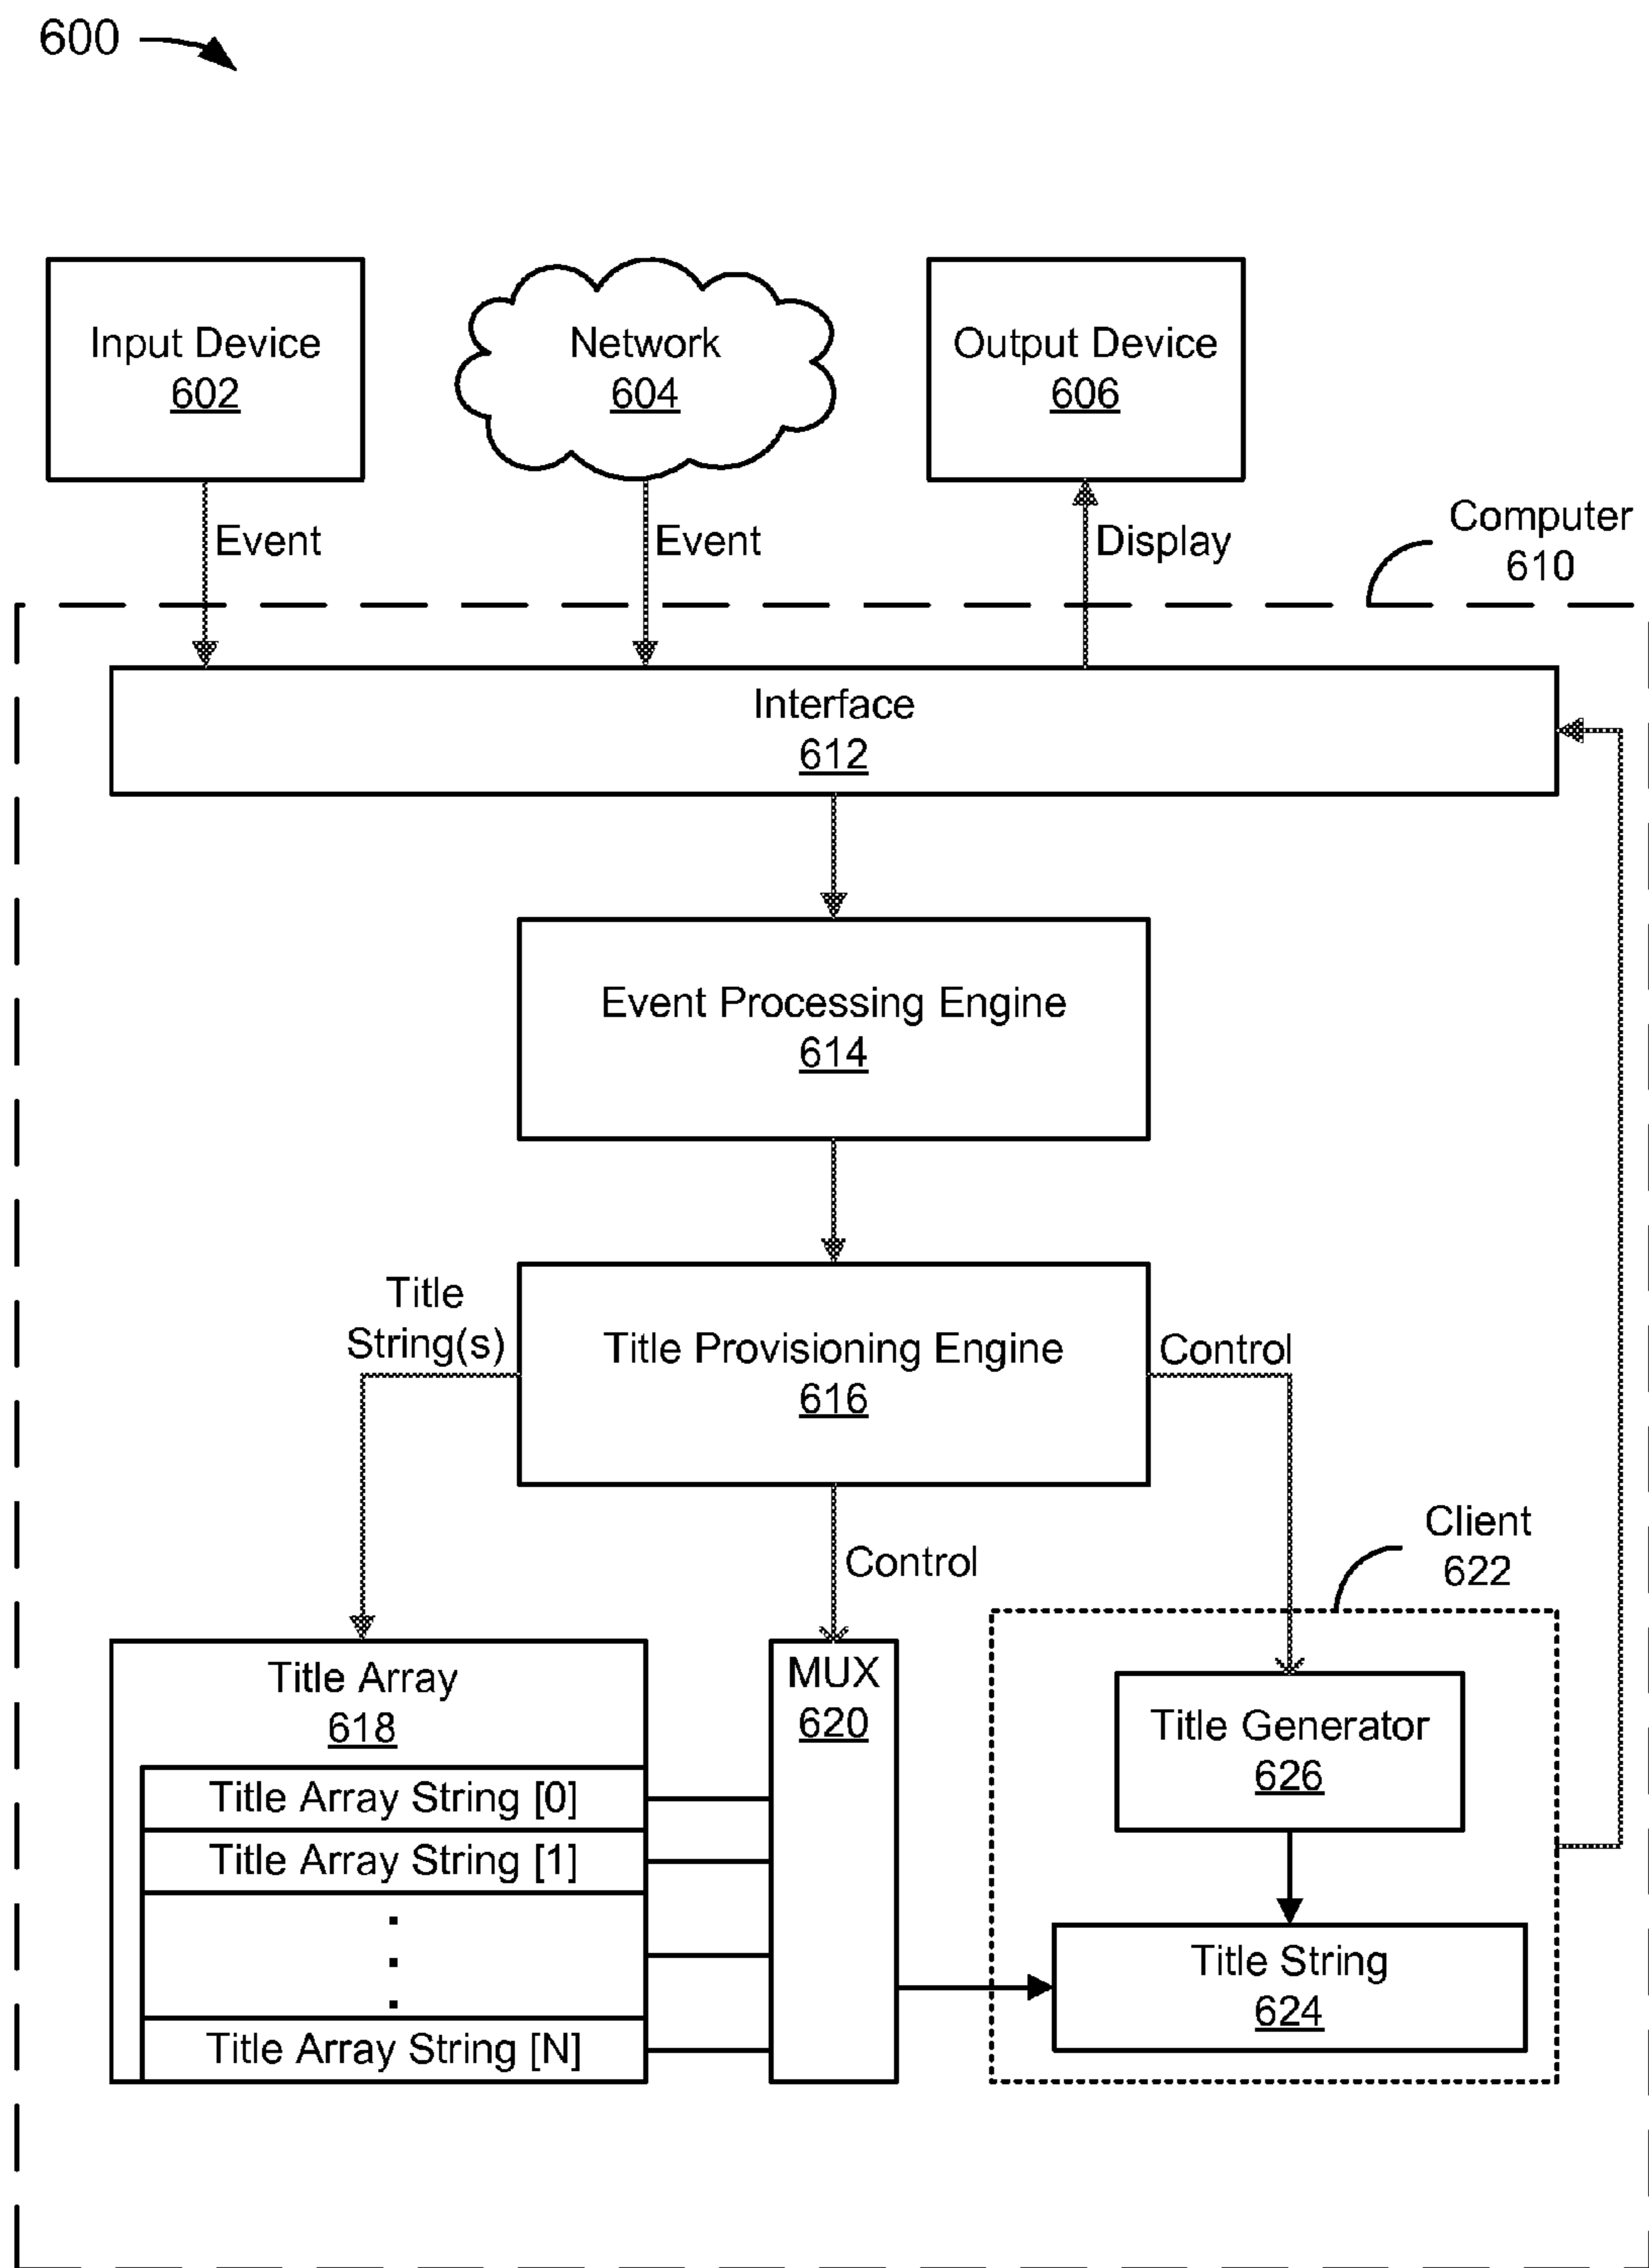 600
Input Device
602
Network
604
Output Device
606
Event
Event
Display
Computer
610
Interface
612
Event Processing Engine
614
Title
String(s)
Title Provisioning Engine
616
Control
Control
Client
622
Title Array
618
Title Array String [0]
Title Array String [1]
.
.
.
Title Array String [N]
MUX
620
Title Generator
626
Title String
624